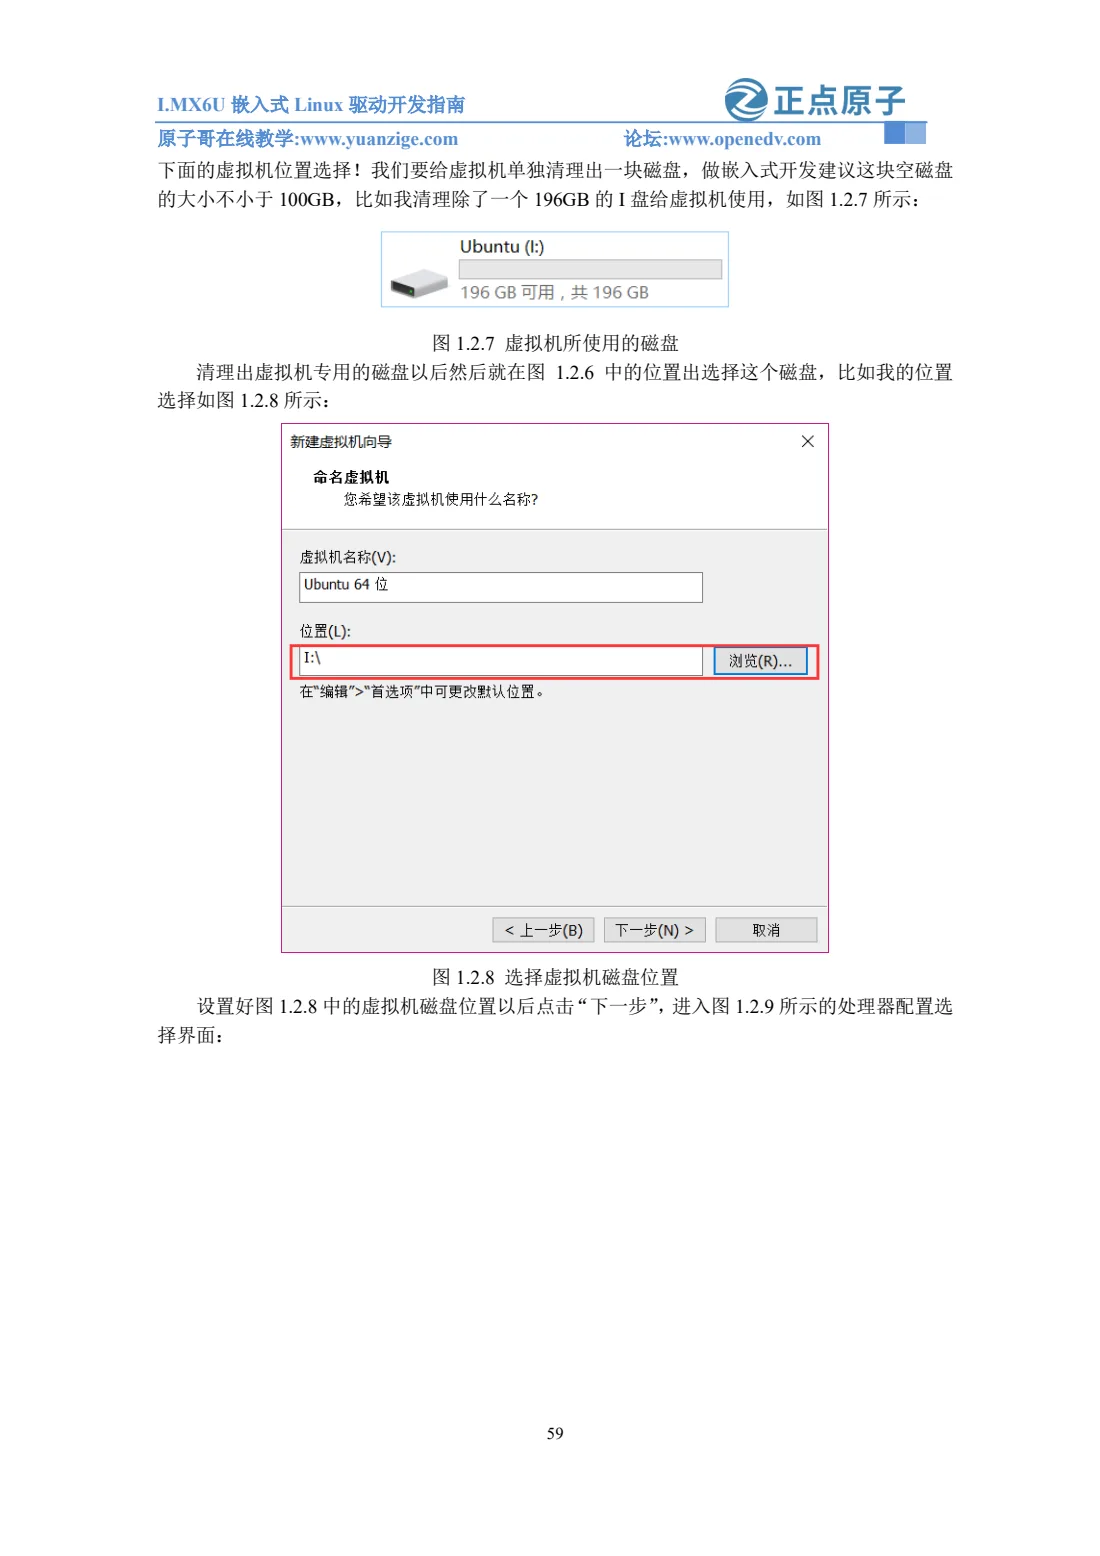 I.MX6U 嵌入式 Linux 驱动开发指南
正点原子
原子哥在线教学:www.yuanzige.com 论坛:www.openedv.com
下面的虚拟机位置选择！我们要给虚拟机单独清理出一块磁盘，做嵌入式开发建议这块空磁盘
的大小不小于 100GB，比如我清理除了一个 196GB 的 I 盘给虚拟机使用，如图 1.2.7 所示：
Ubuntu (I:)
196 GB 可用，共 196 GB
图 1.2.7 虚拟机所使用的磁盘
清理出虚拟机专用的磁盘以后然后就在图 1.2.6 中的位置出选择这个磁盘，比如我的位置
选择如图 1.2.8 所示：
新建虚拟机向导
命名虚拟机
您希望该虚拟机使用什么名称?
虚拟机名称(V):
Ubuntu 64 位
位置(L):
I:\ 浏览(R)...
在“编辑”>“首选项”中可更改默认位置。
< 上一步(B) 下一步(N) > 取消
图 1.2.8 选择虚拟机磁盘位置
设置好图 1.2.8 中的虚拟机磁盘位置以后点击“下一步”，进入图 1.2.9 所示的处理器配置选
择界面：
59